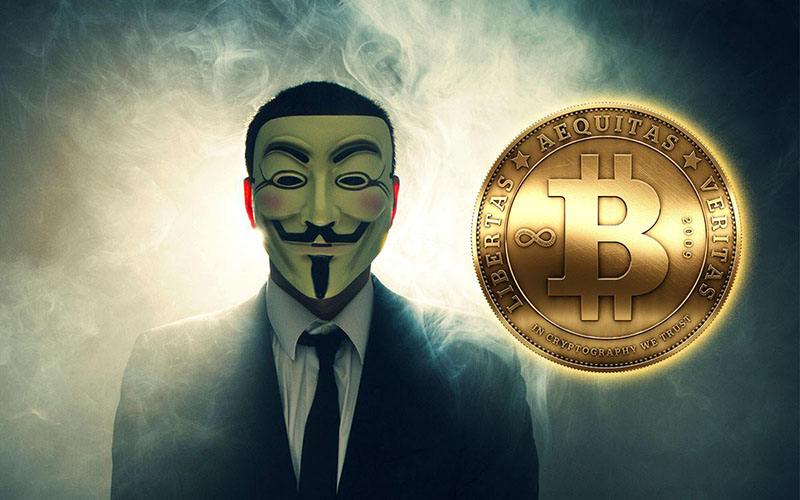 LIBERTAS ★ AEQUITAS ★ VERITAS
2009
IN CRYPTOGRAPHY WE TRUST